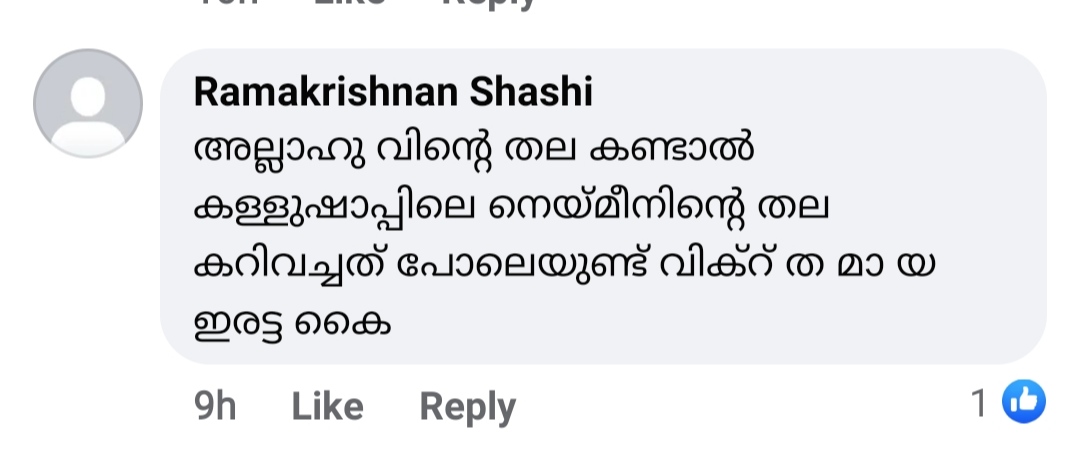 Ramakrishnan Shashi
അല്ലാഹു വിന്റെ തല കണ്ടാൽ
കള്ളുഷാപ്പിലെ നെയ്മീനിന്റെ തല
കറിവച്ചത് പോലെയുണ്ട് വിക്റ് ത മാ യ
ഇരട്ട കൈ
9h Like Reply 1